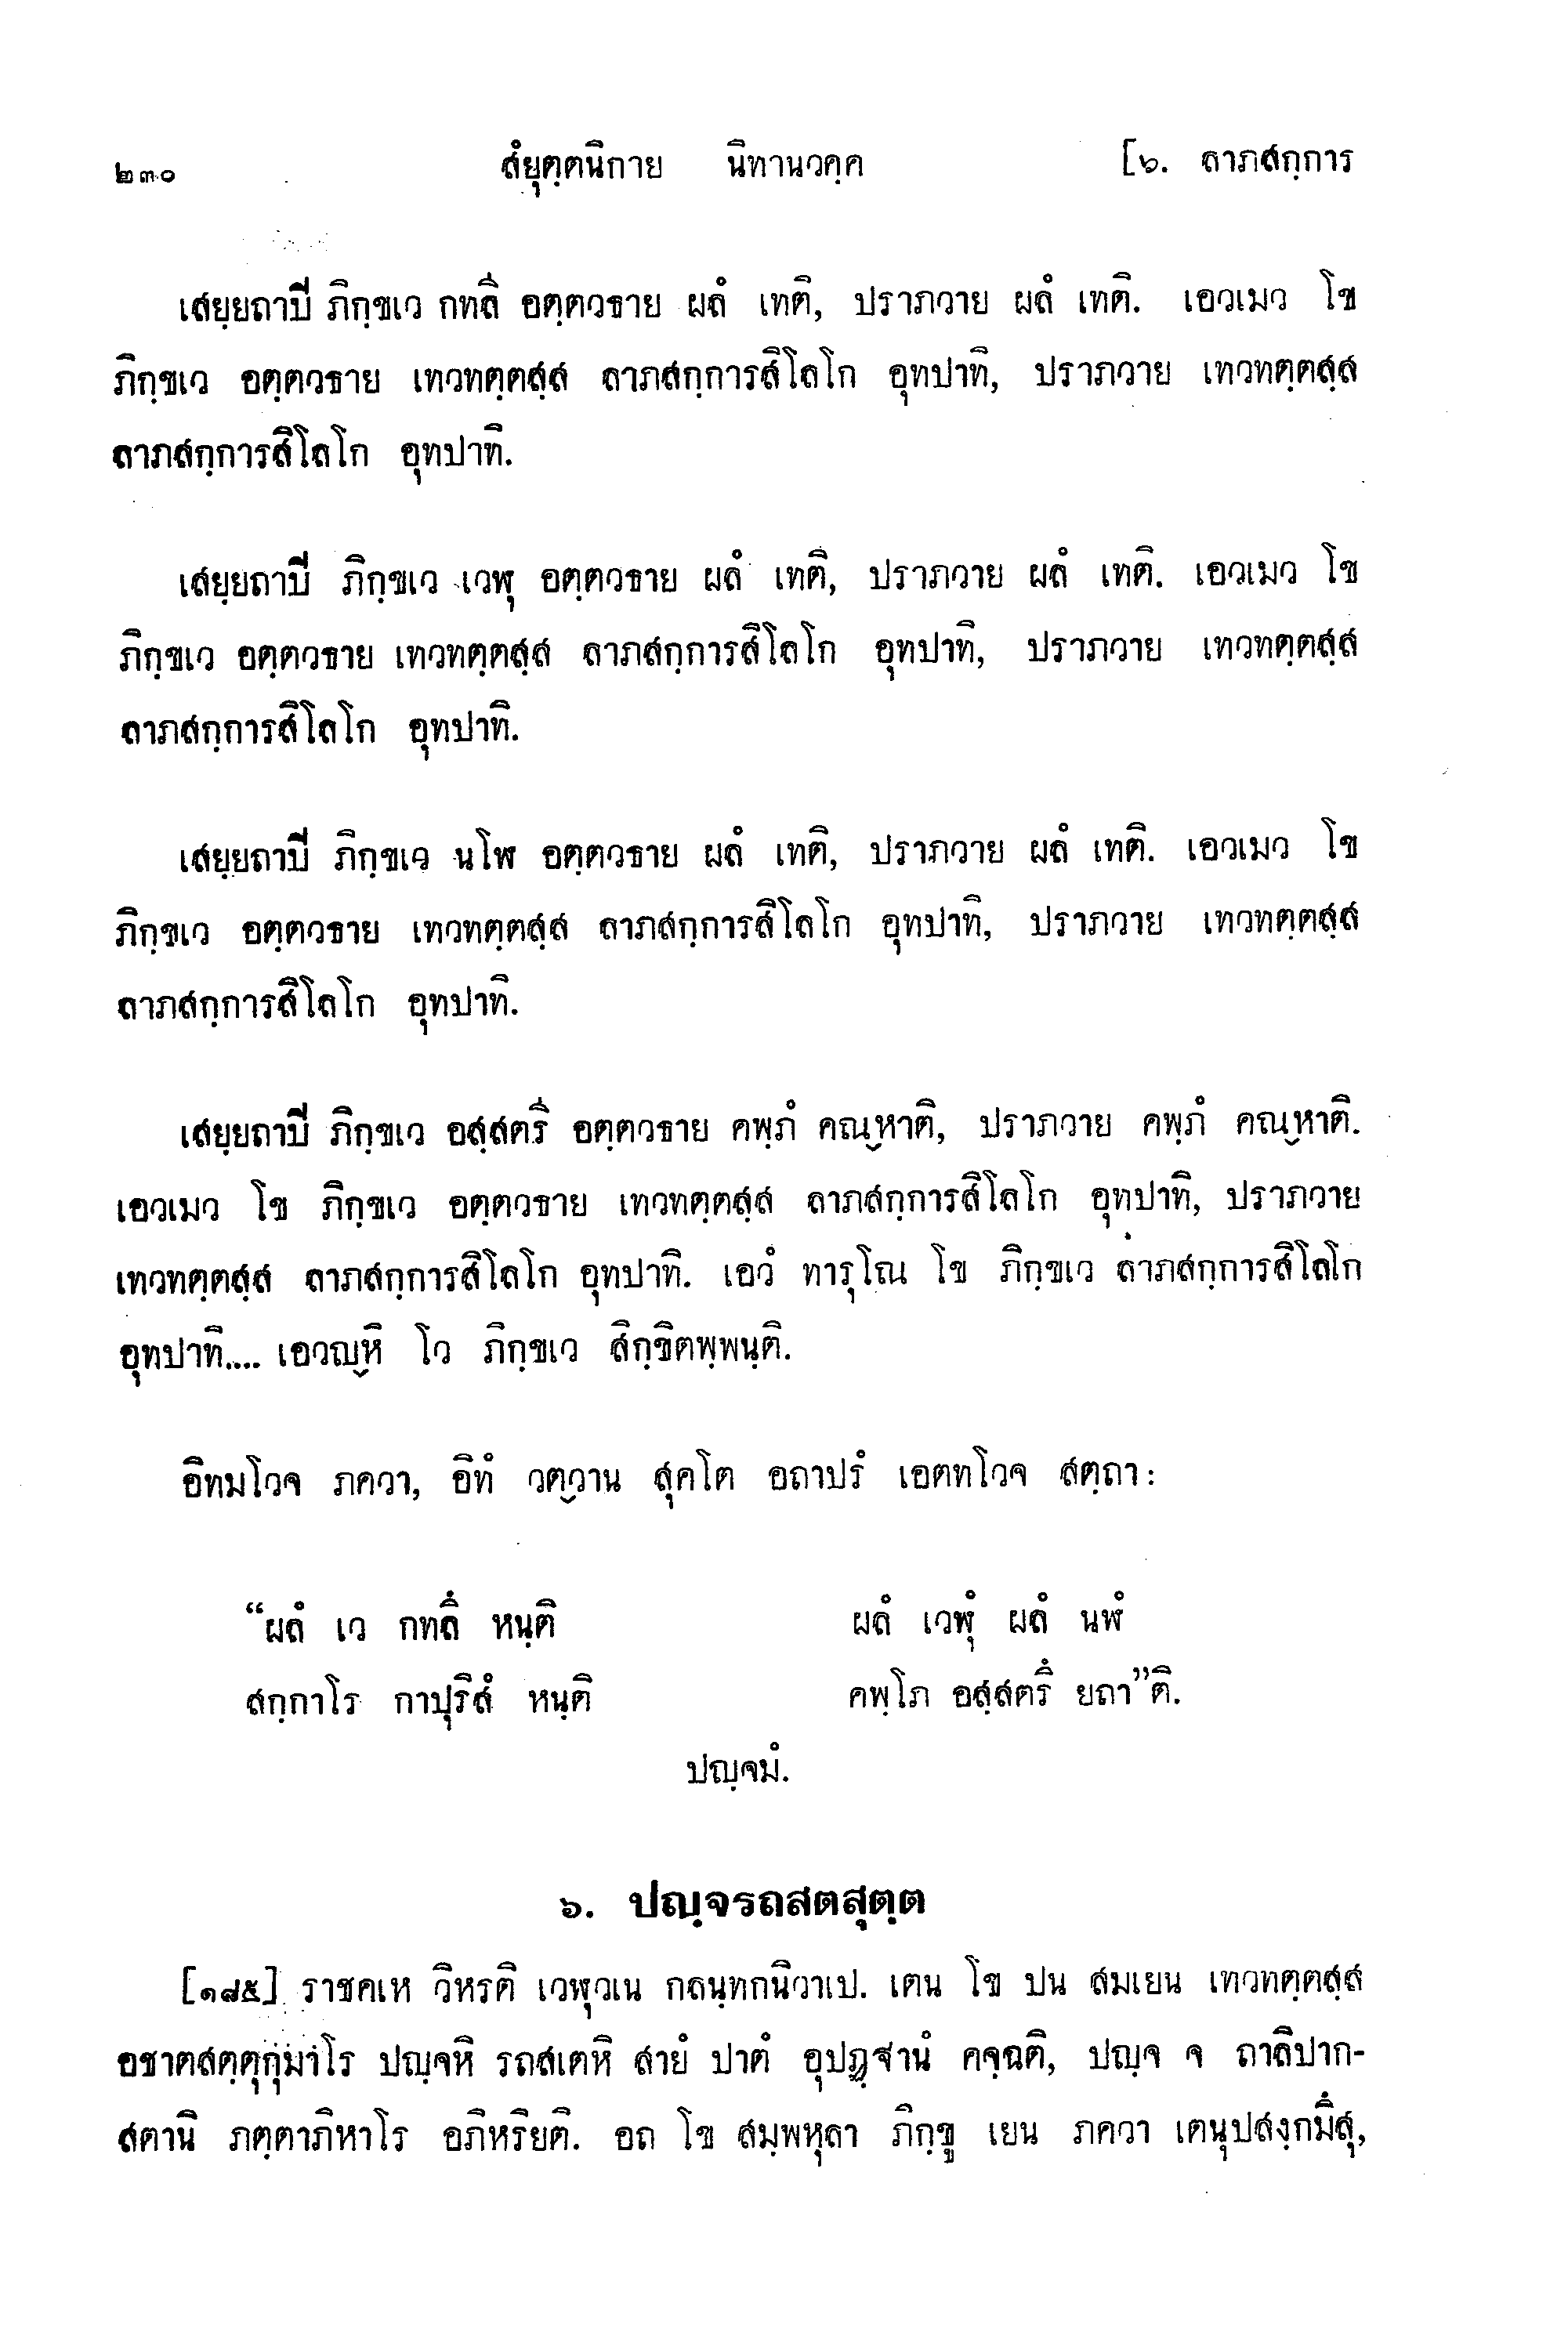 ๒๓๐ สํยุตฺตนิกาย นิทานวคฺค [๖. ลาภสกฺการ
เสยฺยถาปิ ภิกฺขเว กทลี อตฺตวธาย ผลํ เทติ, ปราภวาย ผลํ เทติ. เอวเมว โข
ภิกฺขเว อตฺตวธาย เทวทตฺตสฺส ลาภสกฺการสิโลโก อุทปาทิ, ปราภวาย เทวทตฺตสฺส
ลาภสกฺการสิโลโก อุทปาทิ.
เสยฺยถาปิ ภิกฺขเว เวฬุ อตฺตวธาย ผลํ เทติ, ปราภวาย ผลํ เทติ. เอวเมว โข
ภิกฺขเว อตฺตวธาย เทวทตฺตสฺส ลาภสกฺการสิโลโก อุทปาทิ, ปราภวาย เทวทตฺตสฺส
ลาภสกฺการสิโลโก อุทปาทิ.
เสยฺยถาปิ ภิกฺขเว นโฬ อตฺตวธาย ผลํ เทติ, ปราภวาย ผลํ เทติ. เอวเมว โข
ภิกฺขเว อตฺตวธาย เทวทตฺตสฺส ลาภสกฺการสิโลโก อุทปาทิ, ปราภวาย เทวทตฺตสฺส
ลาภสกฺการสิโลโก อุทปาทิ.
เสยฺยถาปิ ภิกฺขเว อสฺสตรี อตฺตวธาย คพฺภํ คณฺหาติ, ปราภวาย คพฺภํ คณฺหาติ.
เอวเมว โข ภิกฺขเว อตฺตวธาย เทวทตฺตสฺส ลาภสกฺการสิโลโก อุทปาทิ, ปราภวาย
เทวทตฺตสฺส ลาภสกฺการสิโลโก อุทปาทิ. เอวํ ทารุโณ โข ภิกฺขเว ลาภสกฺการสิโลโก
อุทปาทิ.... เอวญฺหิ โว ภิกฺขเว สิกฺขิตพฺพนฺติ.
อิทมโวจ ภควา, อิทํ วตฺวาน สุคโต อถาปรํ เอตทโวจ สตฺถา:
“ผลํ เว กทลึ หนฺติ ผลํ เวฬุํ ผลํ นฬํ
สกฺกาโร กาปุริสํ หนฺติ คพฺโภ อสฺสตรึ ยถา”ติ.
ปญฺจมํ.
๖. ปญฺจรถสตสุตฺต
[๑๘๕] ราชคเห วิหรติ เวฬุวเน กลนฺทกนิวาเป. เตน โข ปน สมเยน เทวทตฺตสฺส
อชาตสตฺตุกุมาโร ปญฺจหิ รถสเตหิ สายํ ปาตํ อุปฏฺฐานํ คจฺฉติ, ปญฺจ จ ถาลิปาก-
สตานิ ภตฺตาภิหาโร อภิหริยติ. อถ โข สมฺพหุลา ภิกฺขู เยน ภควา เตนุปสงฺกมึสุ,